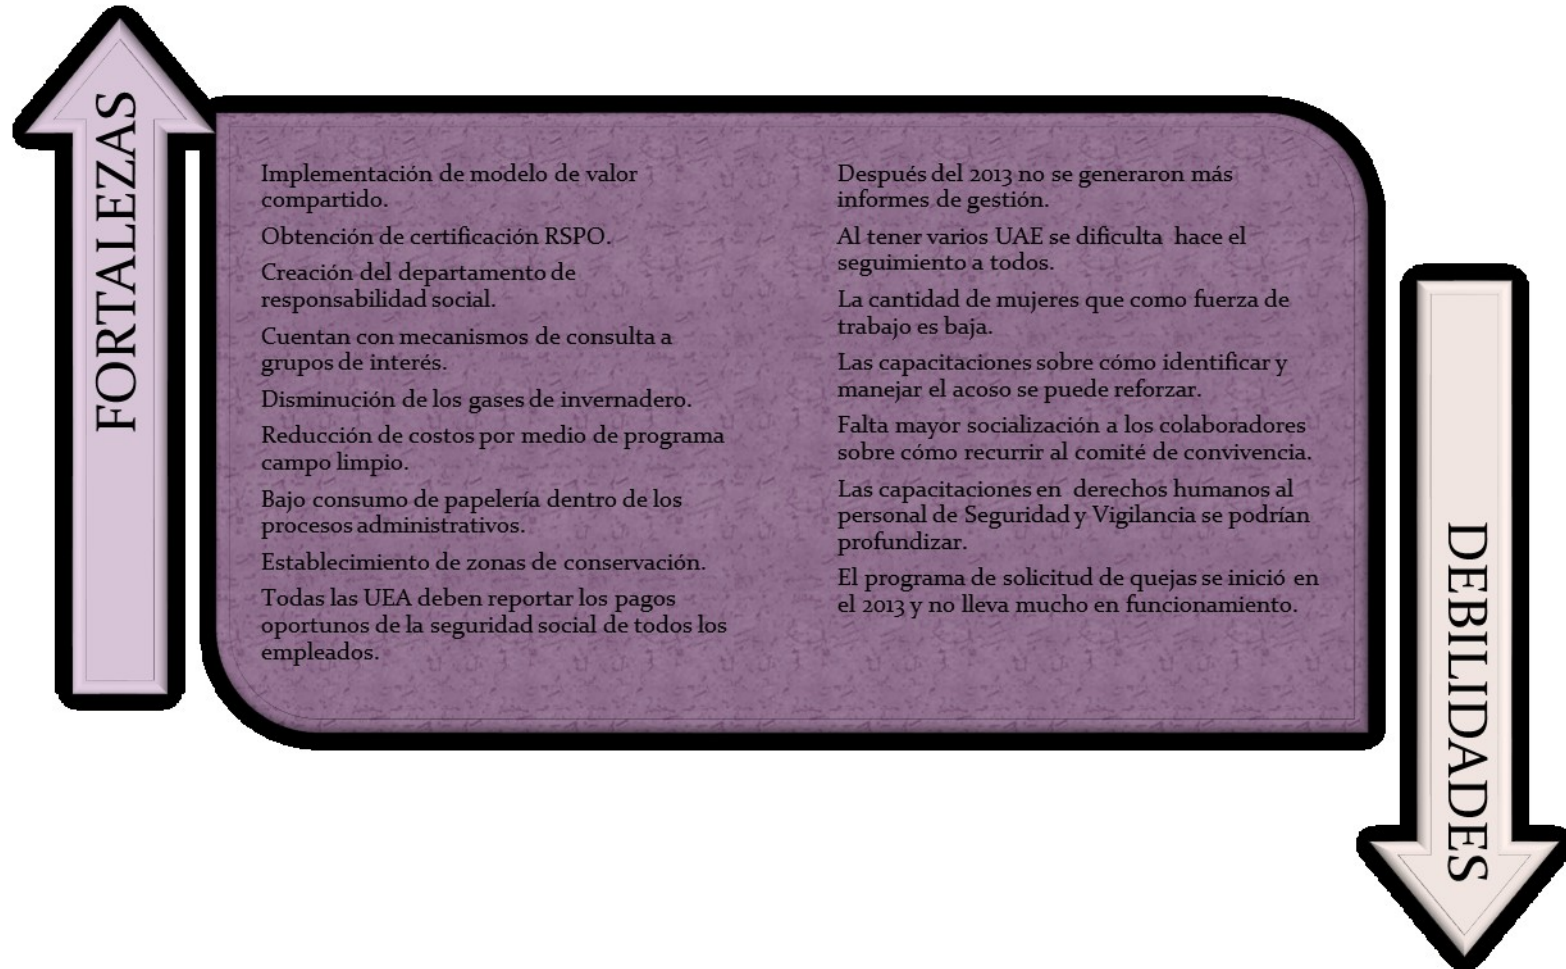 FORTALEZAS
Implementación de modelo de valor
compartido.
Obtención de certificación RSPO.
Creación del departamento de
responsabilidad social.
Cuentan con mecanismos de consulta a
grupos de interés.
Disminución de los gases de invernadero.
Reducción de costos por medio de programa
campo limpio.
Bajo consumo de papelería dentro de los
procesos administrativos.
Establecimiento de zonas de conservación.
Todas las UEA deben reportar los pagos
oportunos de la seguridad social de todos los
empleados.
Después del 2013 no se generaron más
informes de gestión.
Al tener varios UAE se dificulta hace el
seguimiento a todos.
La cantidad de mujeres que como fuerza de
trabajo es baja.
Las capacitaciones sobre cómo identificar y
manejar el acoso se puede reforzar.
Falta mayor socialización a los colaboradores
sobre cómo recurrir al comité de convivencia.
Las capacitaciones en derechos humanos al
personal de Seguridad y Vigilancia se podrían
profundizar.
El programa de solicitud de quejas se inició en
el 2013 y no lleva mucho en funcionamiento.
DEBILIDADES